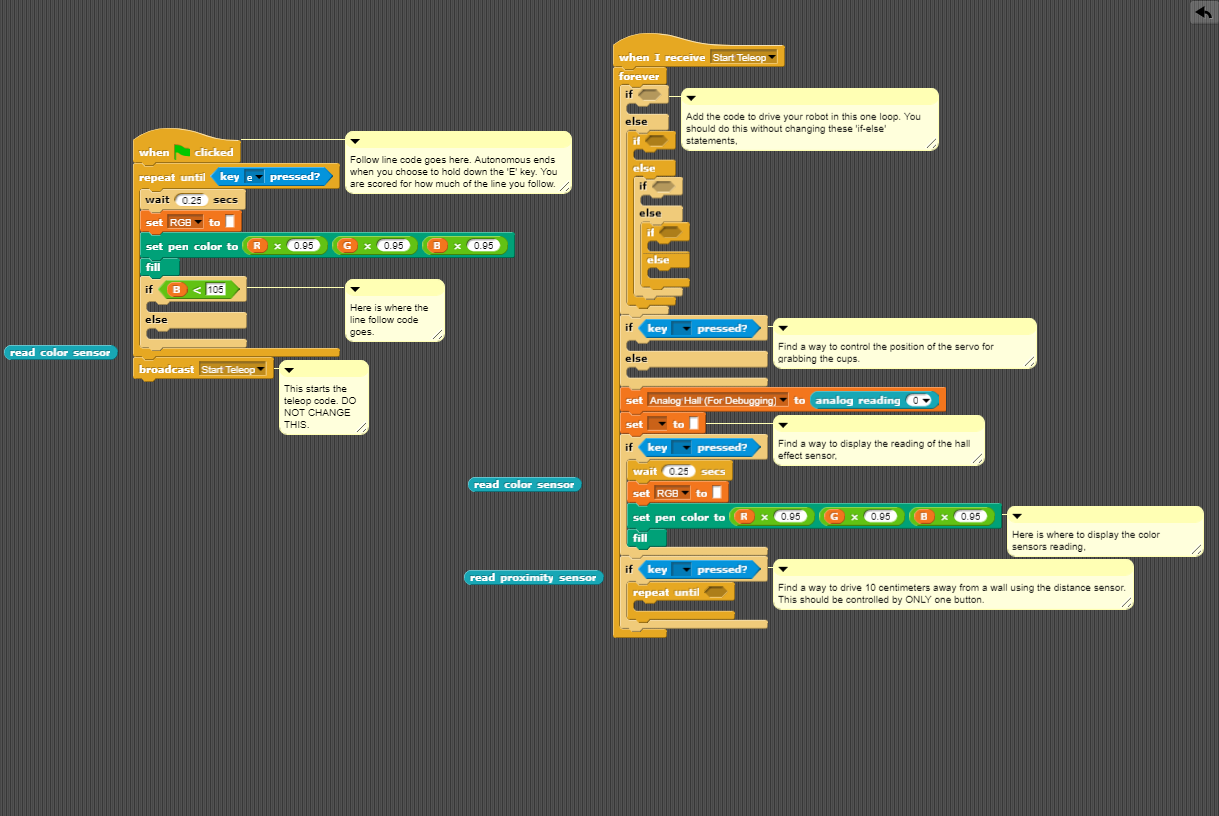 when clicked
repeat until key e pressed?
wait 0.25 secs
set RGB to
set pen color to R x 0.95 G x 0.95 B x 0.95
fill
if B < 105
else
broadcast Start Teleop
Follow line code goes here. Autonomous ends
when you choose to hold down the 'E' key. You
are scored for how much of the line you follow.
Here is where the
line follow code
goes.
This starts the
teleop code. DO
NOT CHANGE
THIS.
read color sensor
read color sensor
read proximity sensor
when I receive Start Teleop
forever
if
else
if
else
if
else
if
else
Add the code to drive your robot in this one loop. You
should do this without changing these 'if-else'
statements,
if key pressed?
else
Find a way to control the position of the servo for
grabbing the cups.
set Analog Hall (For Debugging) to analog reading 0
set to
Find a way to display the reading of the hall
effect sensor,
if key pressed?
wait 0.25 secs
set RGB to
set pen color to R x 0.95 G x 0.95 B x 0.95
fill
Here is where to display the color
sensors reading,
if key pressed?
repeat until
Find a way to drive 10 centimeters away from a wall using the distance sensor.
This should be controlled by ONLY one button.